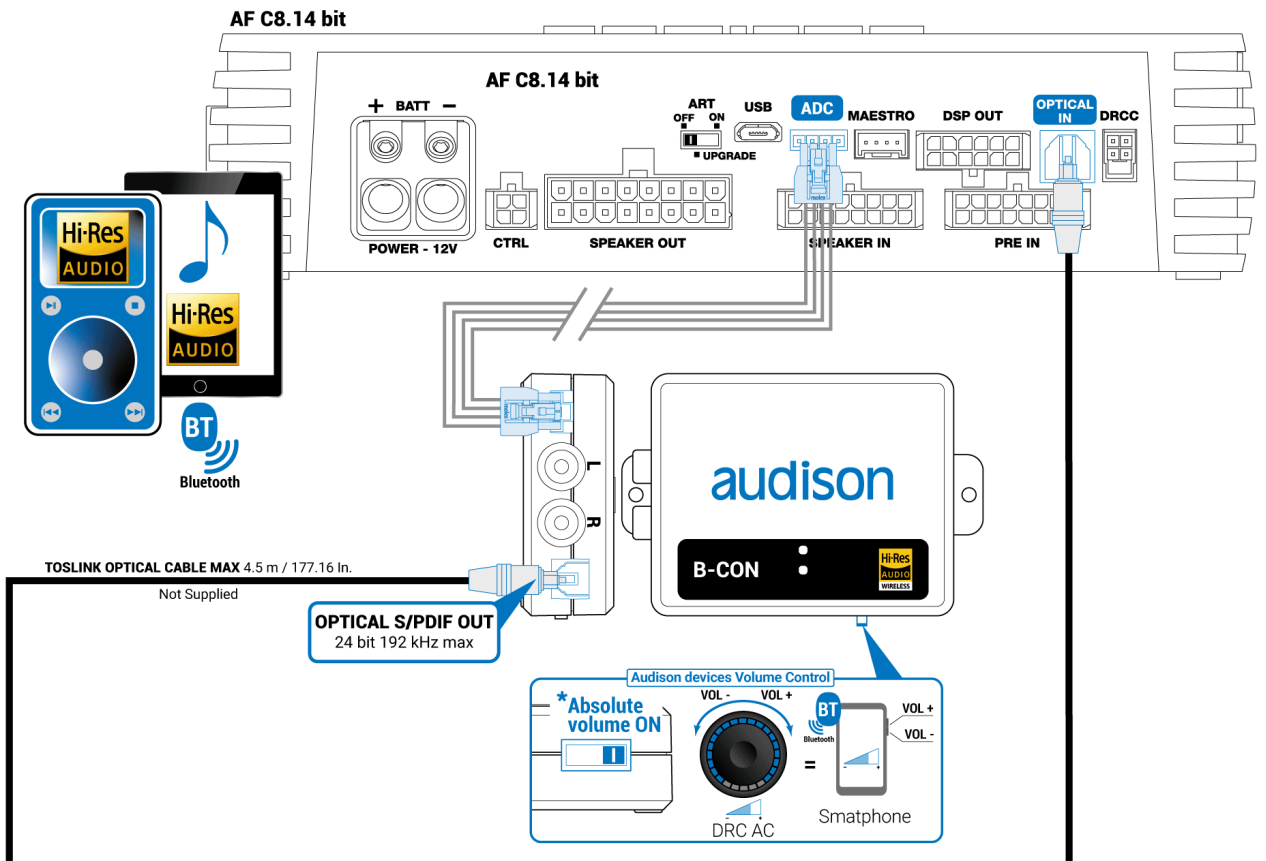 AF C8.14 bit
AF C8.14 bit
+ BATT -
ART
OFF ON
UPGRADE
USB
ADC
MAESTRO
DSP OUT
OPTICAL
IN
DRCC
POWER - 12V
CTRL
SPEAKER OUT
SPEAKER IN
PRE IN
molex
Hi-Res
AUDIO
Hi-Res
AUDIO
BT
Bluetooth
molex
L
R
audison
B-CON
Hi-Res
AUDIO
WIRELESS
TOSLINK OPTICAL CABLE MAX 4.5 m / 177.16 In.
Not Supplied
OPTICAL S/PDIF OUT
24 bit 192 kHz max
Audison devices Volume Control
*Absolute
volume ON
VOL - VOL +
- +
DRC AC
BT
Bluetooth
=
VOL +
VOL -
- +
Smatphone